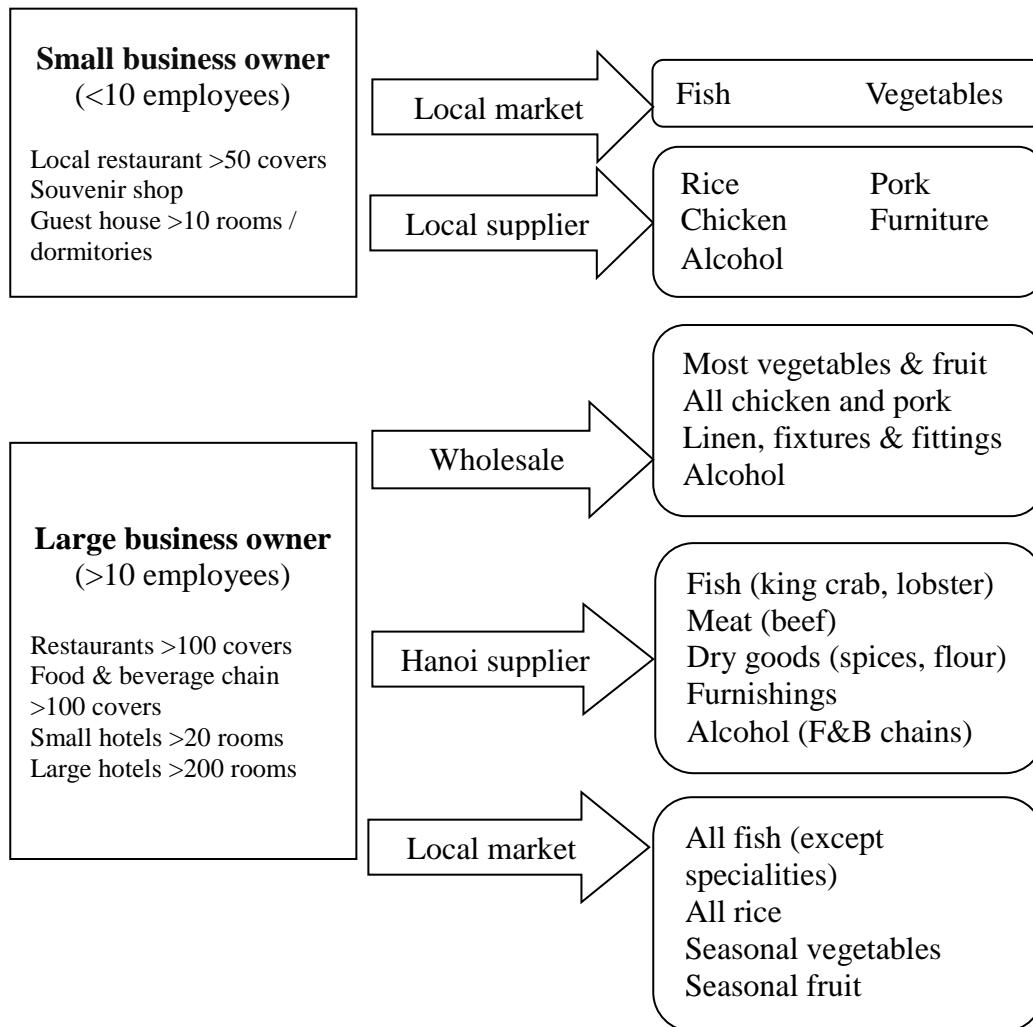 Small business owner
(<10 employees)
Local restaurant >50 covers
Souvenir shop
Guest house >10 rooms /
dormitories
Local market
Fish Vegetables
Local supplier
Rice Pork
Chicken Furniture
Alcohol
Large business owner
(>10 employees)
Restaurants >100 covers
Food & beverage chain
>100 covers
Small hotels >20 rooms
Large hotels >200 rooms
Wholesale
Most vegetables & fruit
All chicken and pork
Linen, fixtures & fittings
Alcohol
Hanoi supplier
Fish (king crab, lobster)
Meat (beef)
Dry goods (spices, flour)
Furnishings
Alcohol (F&B chains)
Local market
All fish (except
specialities)
All rice
Seasonal vegetables
Seasonal fruit